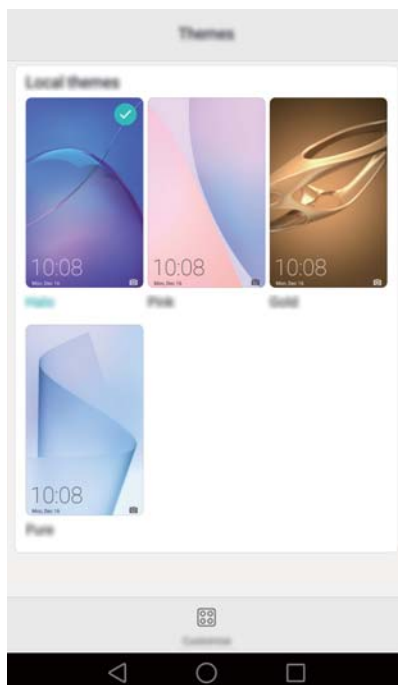 Themes
Local themes
10:08
Mon, Dec 16
10:08
Mon, Dec 16
10:08
Mon, Dec 16
Halo
Pink
Gold
10:08
Mon, Dec 16
Pure
Customize